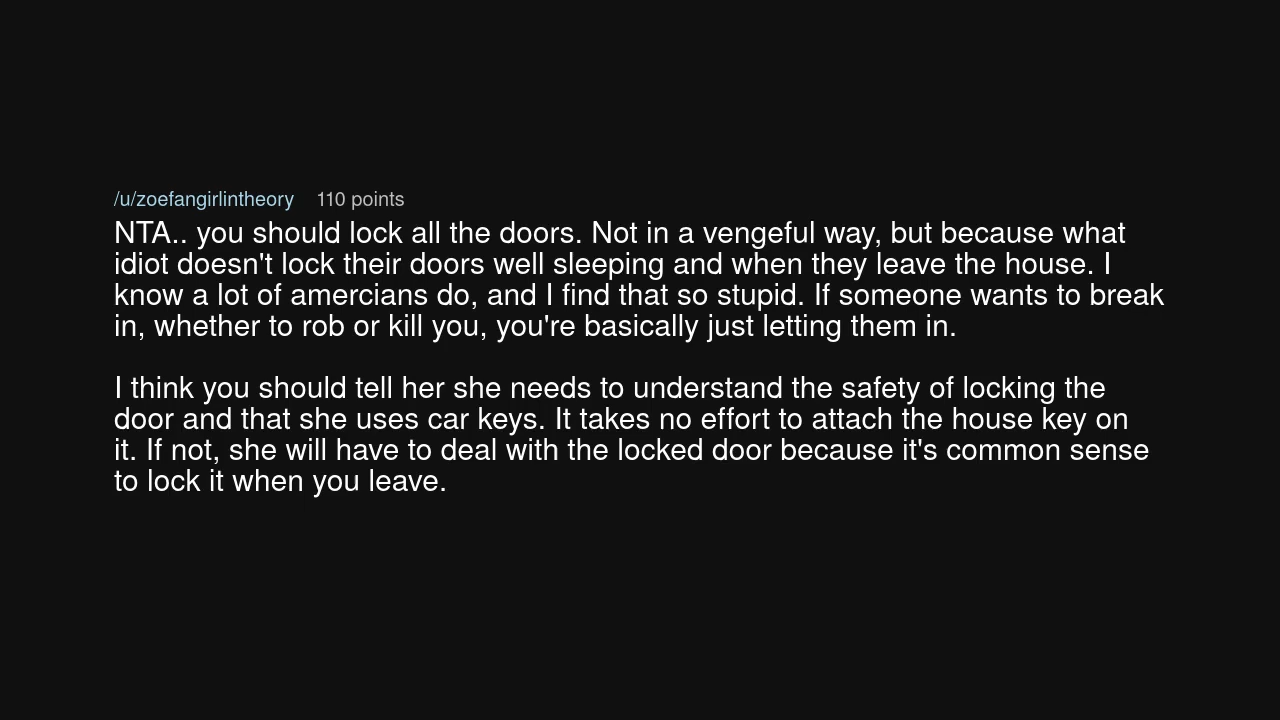 /u/zoefangirlintheory 110 points
NTA.. you should lock all the doors. Not in a vengeful way, but because what
idiot doesn't lock their doors well sleeping and when they leave the house. I
know a lot of amercians do, and I find that so stupid. If someone wants to break
in, whether to rob or kill you, you're basically just letting them in.
I think you should tell her she needs to understand the safety of locking the
door and that she uses car keys. It takes no effort to attach the house key on
it. If not, she will have to deal with the locked door because it's common sense
to lock it when you leave.